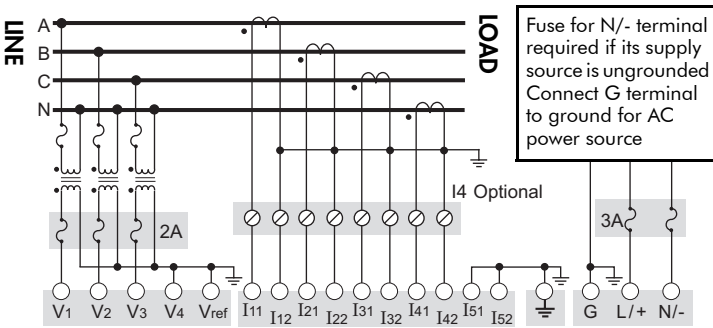 LINE
A
B
C
N
LOAD
Fuse for N/- terminal
required if its supply
source is ungrounded
Connect G terminal
to ground for AC
power source
I4 Optional
2A
3A
V1
V2
V3
V4
Vref
I11
I12
I21
I22
I31
I32
I41
I42
I51
I52
G
L/+
N/-